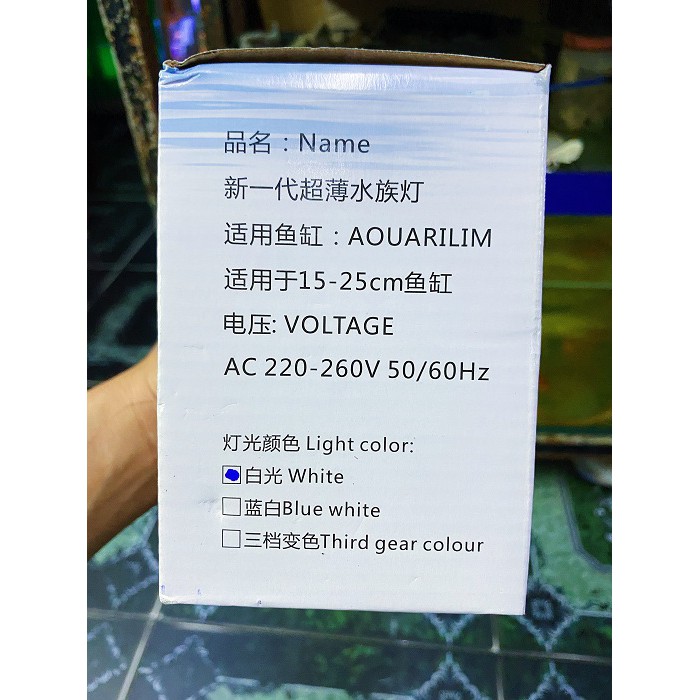 品名：Name
新一代超薄水族灯
适用鱼缸：AOUARILIM
适用于15-25cm鱼缸
电压: VOLTAGE
AC 220-260V 50/60Hz
灯光颜色 Light color:
白光 White
蓝白Blue white
三档变色Third gear colour